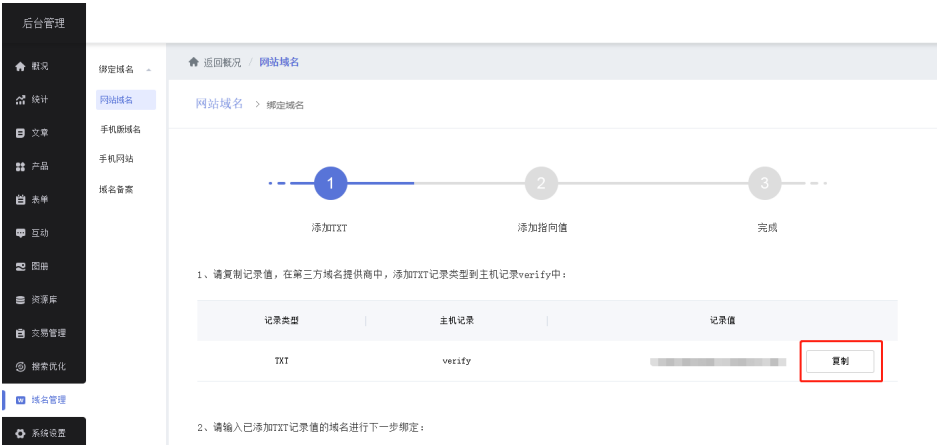 后台管理
概况
统计
文章
产品
表单
互动
图册
资源库
交易管理
搜索优化
域名管理
系统设置
绑定域名
网站域名
手机版域名
手机网站
域名备案
返回概况 / 网站域名
网站域名 > 绑定域名
1 2 3
添加TXT 添加指向值 完成
1、请复制记录值，在第三方域名提供商中，添加TXT记录类型到主机记录verify中：
记录类型 主机记录 记录值
TXT verify 复制
2、请输入已添加TXT记录值的域名进行下一步绑定：